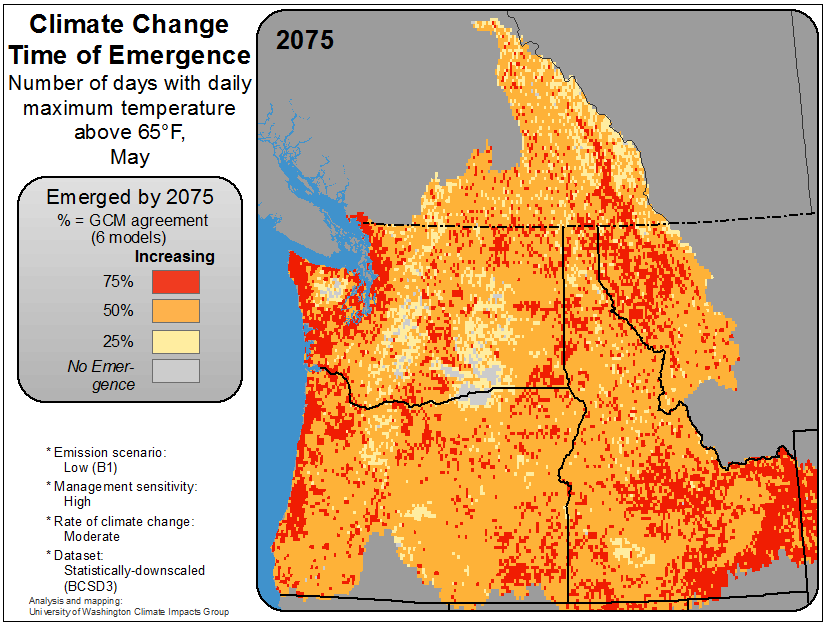 Climate Change
Time of Emergence
Number of days with daily
maximum temperature
above 65°F,
May
Emerged by 2075
% = GCM agreement
(6 models)
Increasing
75%
50%
25%
No Emer-
gence
* Emission scenario:
Low (B1)
* Management sensitivity:
High
* Rate of climate change:
Moderate
* Dataset:
Statistically-downscaled
(BCSD3)
Analysis and mapping:
University of Washington Climate Impacts Group
2075